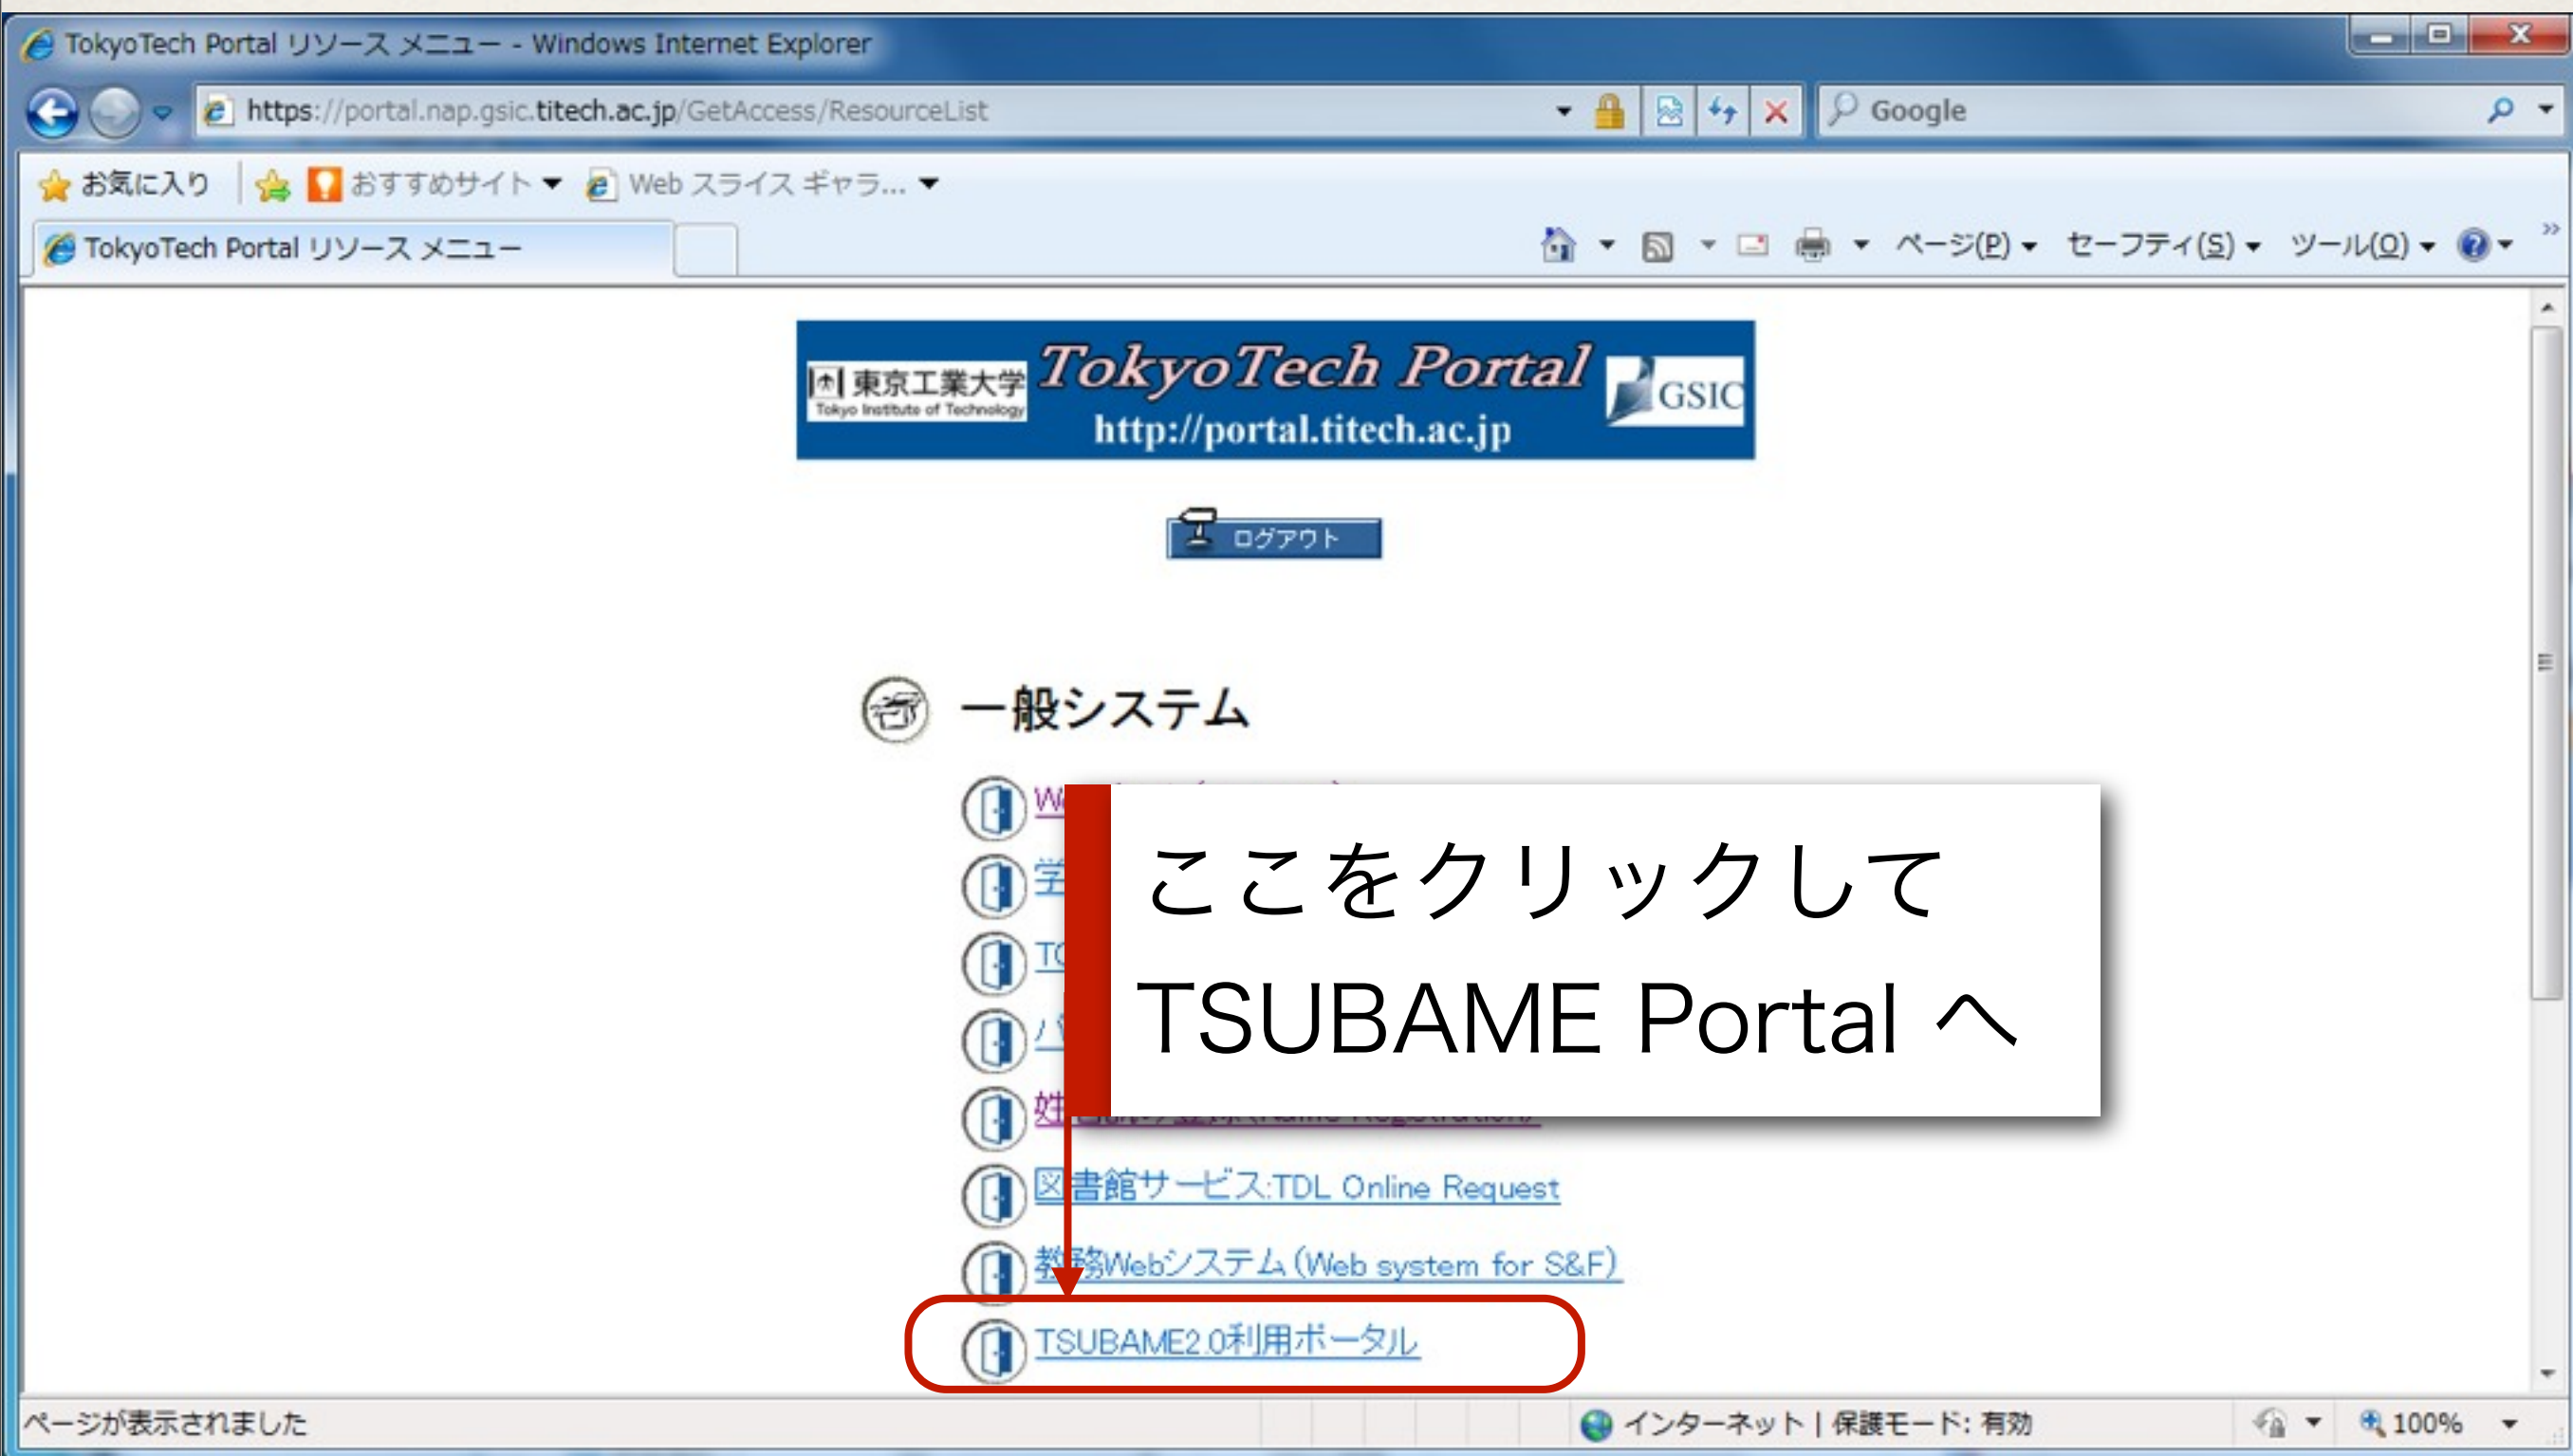 TokyoTech Portal リソース メニュー - Windows Internet Explorer
https://portal.nap.gsic.titech.ac.jp/GetAccess/ResourceList
Google
お気に入り
おすすめサイト
Web スライス ギャラ...
TokyoTech Portal リソース メニュー
ページ(P)
セーフティ(S)
ツール(O)
東京工業大学
Tokyo Institute of Technology
TokyoTech Portal
http://portal.titech.ac.jp
GSIC
ログアウト
一般システム
ここをクリックして
TSUBAME Portal へ
図書館サービス:TDL Online Request
教務Webシステム(Web system for S&F)
TSUBAME2.0利用ポータル
ページが表示されました
インターネット | 保護モード: 有効
100%